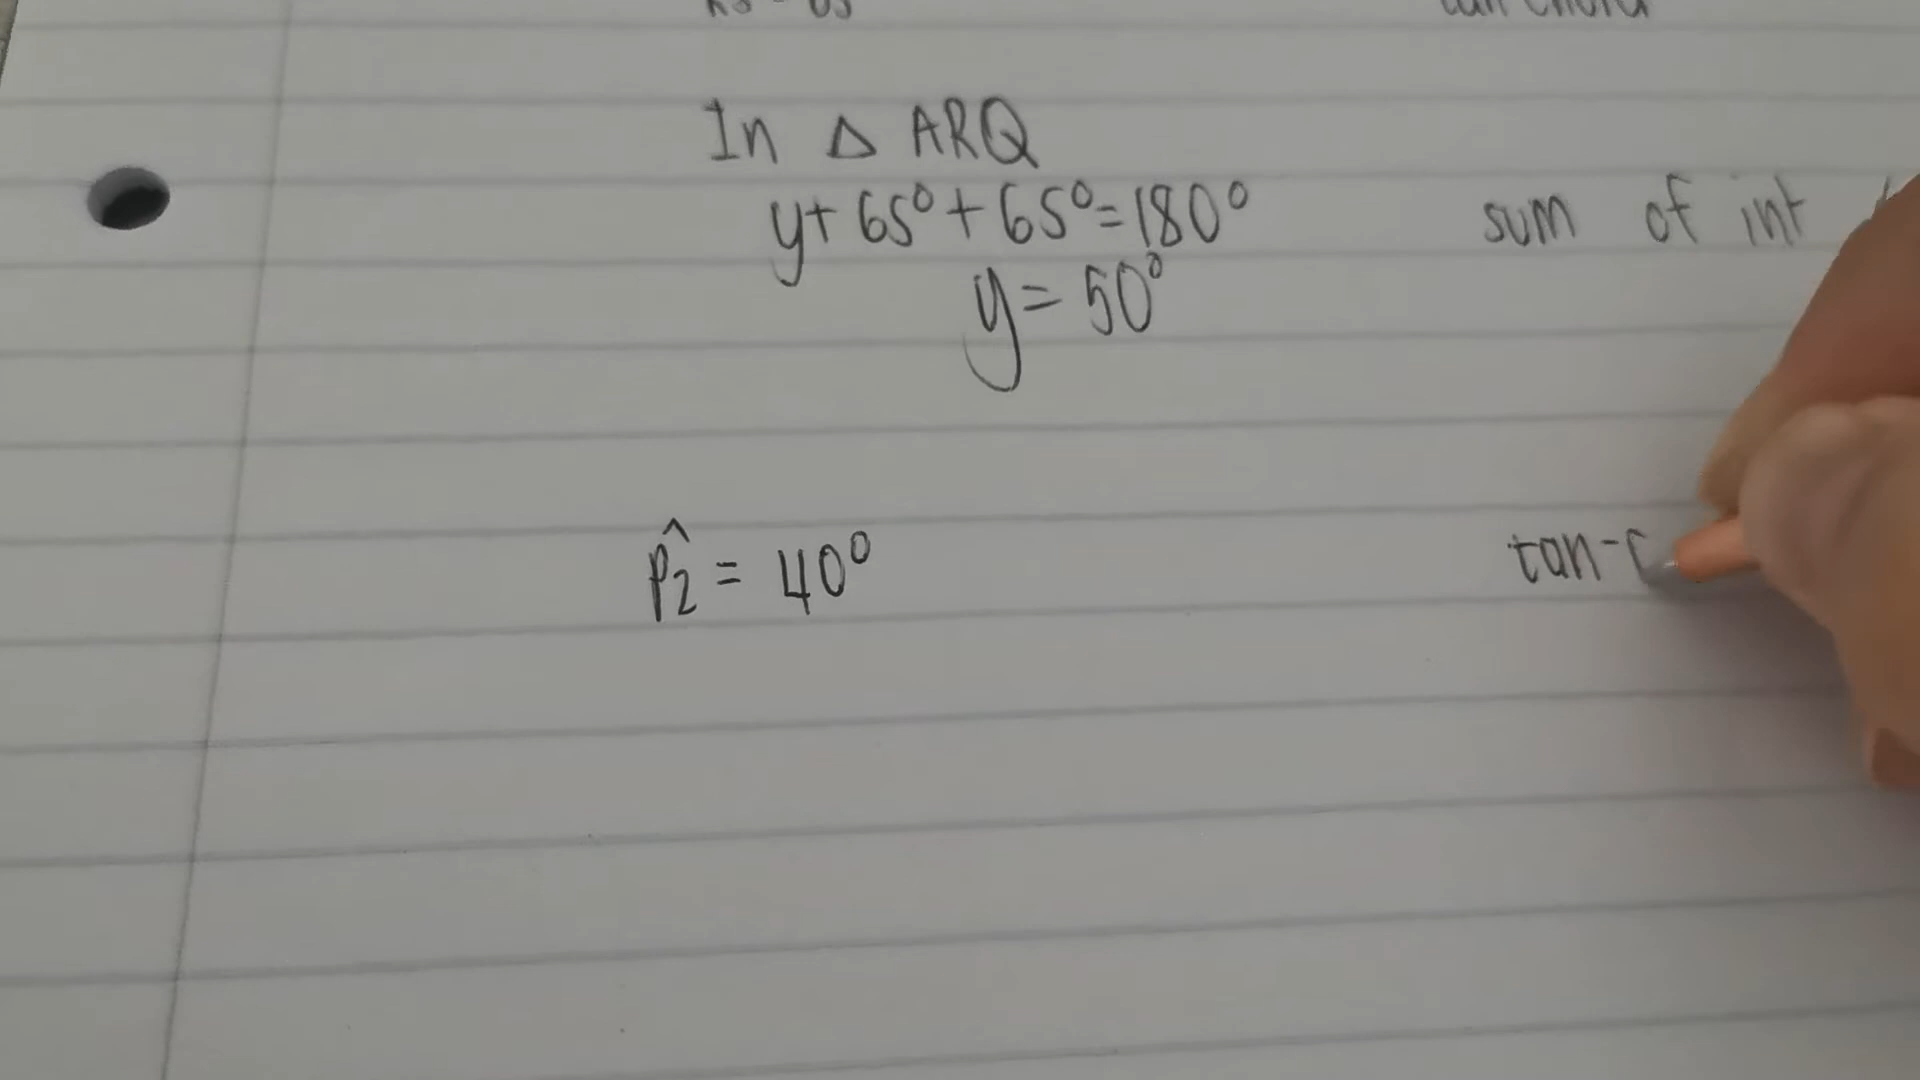 In △ ARQ
y + 65° + 65° = 180° sum of int
y = 50°
P̂2 = 40° tan-c